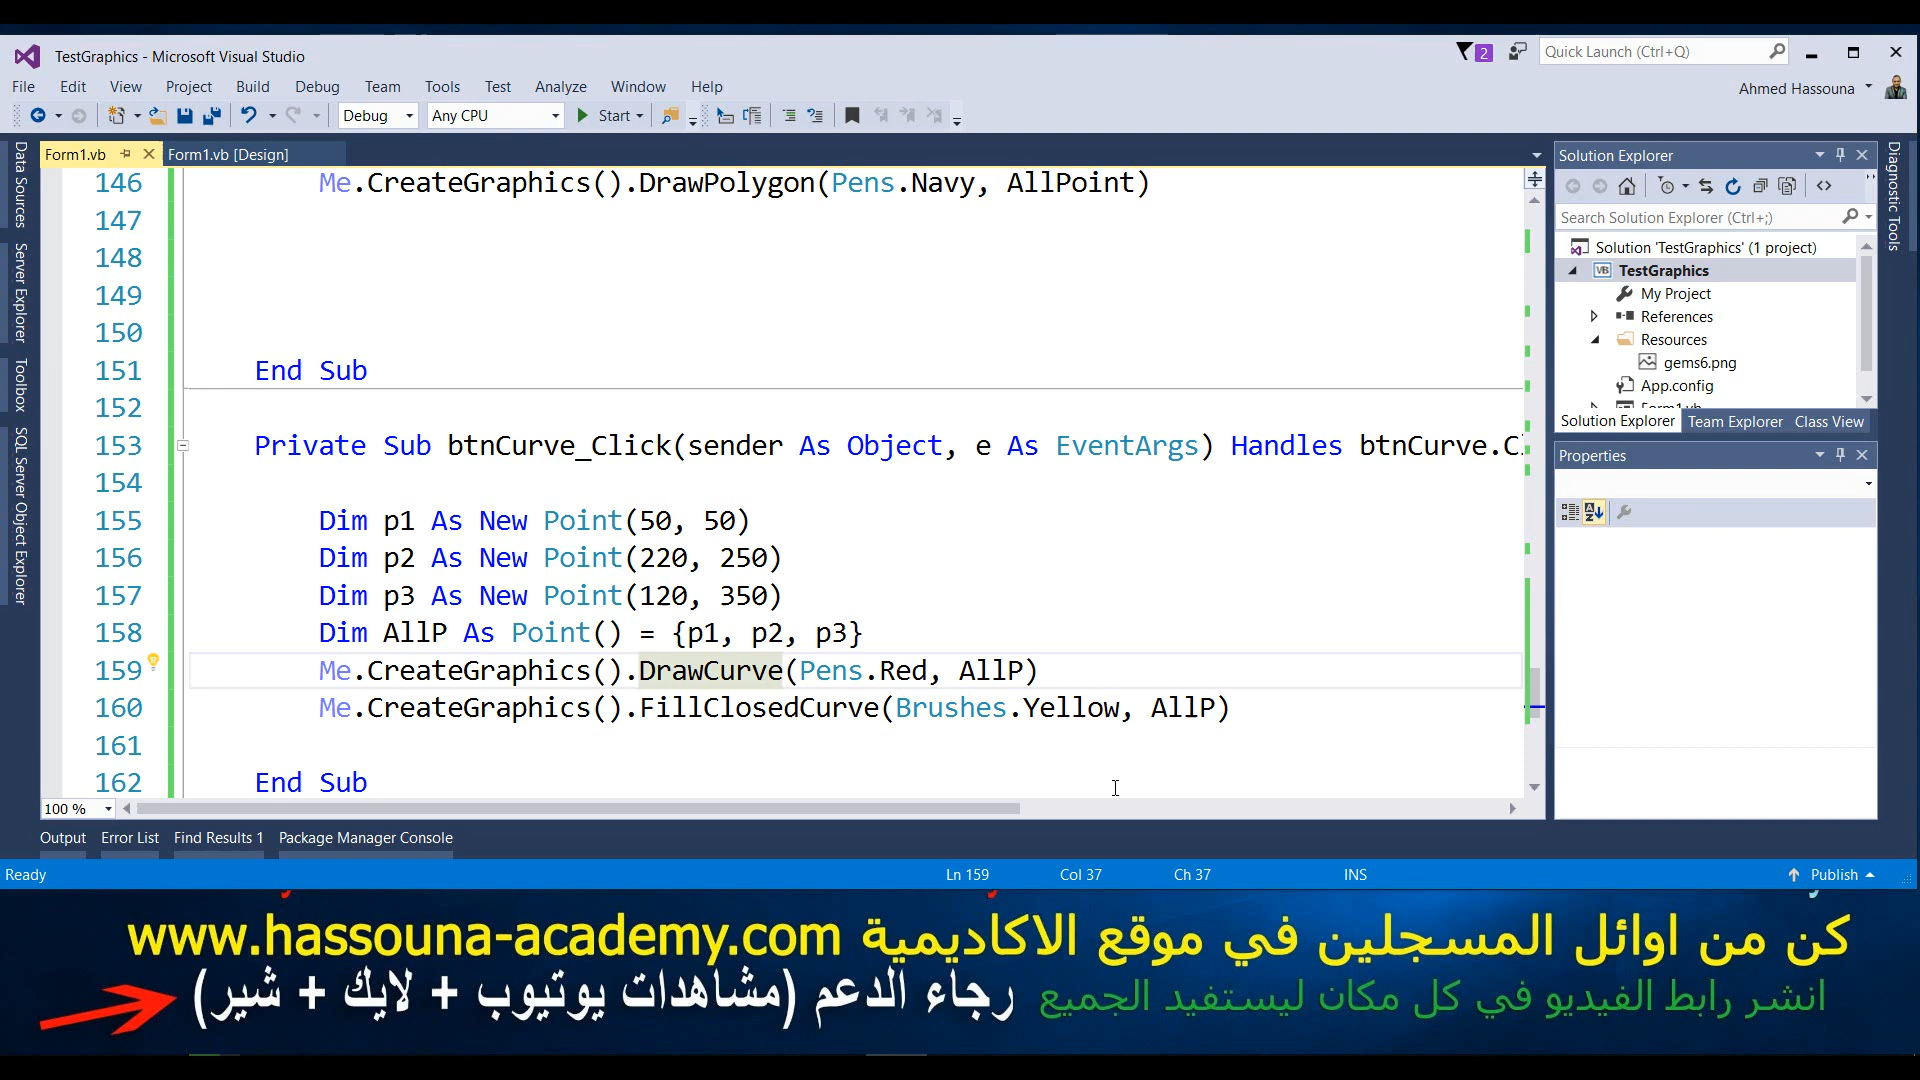 TestGraphics - Microsoft Visual Studio
2
Quick Launch (Ctrl+Q)
File Edit View Project Build Debug Team Tools Test Analyze Window Help
Ahmed Hassouna
Debug Any CPU Start
Data Sources
Server Explorer
Toolbox
SQL Server Object Explorer
Form1.vb Form1.vb [Design]
146 Me.CreateGraphics().DrawPolygon(Pens.Navy, AllPoint)
147
148
149
150
151 End Sub
152
153 Private Sub btnCurve_Click(sender As Object, e As EventArgs) Handles btnCurve.Cl
154
155 Dim p1 As New Point(50, 50)
156 Dim p2 As New Point(220, 250)
157 Dim p3 As New Point(120, 350)
158 Dim AllP As Point() = {p1, p2, p3}
159 Me.CreateGraphics().DrawCurve(Pens.Red, AllP)
160 Me.CreateGraphics().FillClosedCurve(Brushes.Yellow, AllP)
161
162 End Sub
100 %
Solution Explorer
Search Solution Explorer (Ctrl+;)
Solution 'TestGraphics' (1 project)
VB TestGraphics
My Project
References
Resources
gems6.png
App.config
Form1.vb
Solution Explorer Team Explorer Class View
Properties
Diagnostic Tools
Output Error List Find Results 1 Package Manager Console
Ready Ln 159 Col 37 Ch 37 INS Publish
كن من اوائل المسجلين في موقع الاكاديمية www.hassouna-academy.com
انشر رابط الفيديو في كل مكان ليستفيد الجميع رجاء الدعم (مشاهدات يوتيوب + لايك + شير)